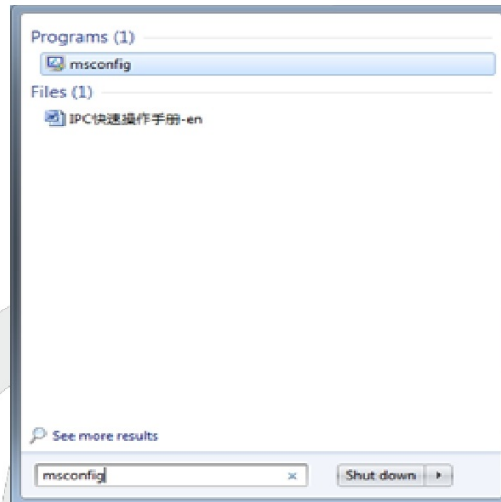 Programs (1)
msconfig
Files (1)
IPC快速操作手册-en
See more results
msconfig
Shut down